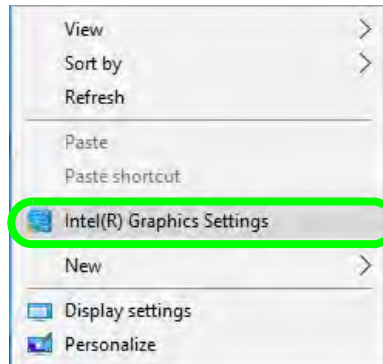 View
Sort by
Refresh
Paste
Paste shortcut
Intel(R) Graphics Settings
New
Display settings
Personalize